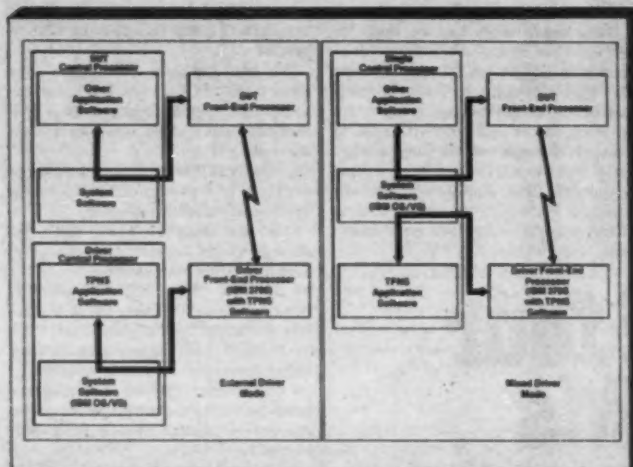 SUT
Control Processor
Other
Application
Software
System
Software
SUT
Front-End Processor
Driver
Control Processor
TPNS
Application
Software
System
Software
(IBM OS/VS)
Driver
Front-End Processor
(IBM 3705)
with TPNS
Software
External Driver
Mode
Single
Control Processor
Other
Application
Software
System
Software
(IBM OS/VS)
TPNS
Application
Software
SUT
Front-End Processor
Driver Front-End
Processor
(IBM 3705)
with TPNS
Software
Mixed Driver
Mode